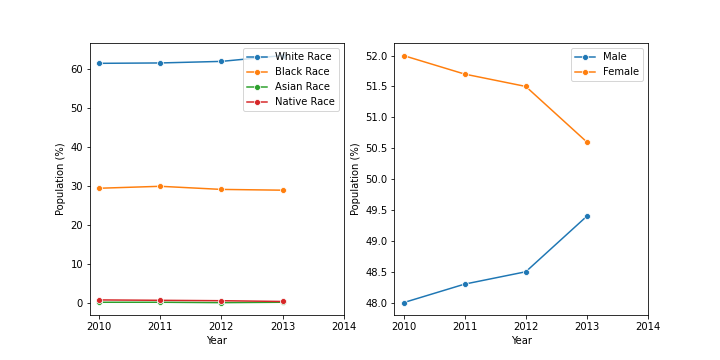 60
50
40
30
20
10
0
Population (%)
2010 2011 2012 2013 2014
Year
White Race
Black Race
Asian Race
Native Race
52.0
51.5
51.0
50.5
50.0
49.5
49.0
48.5
48.0
Population (%)
2010 2011 2012 2013 2014
Year
Male
Female